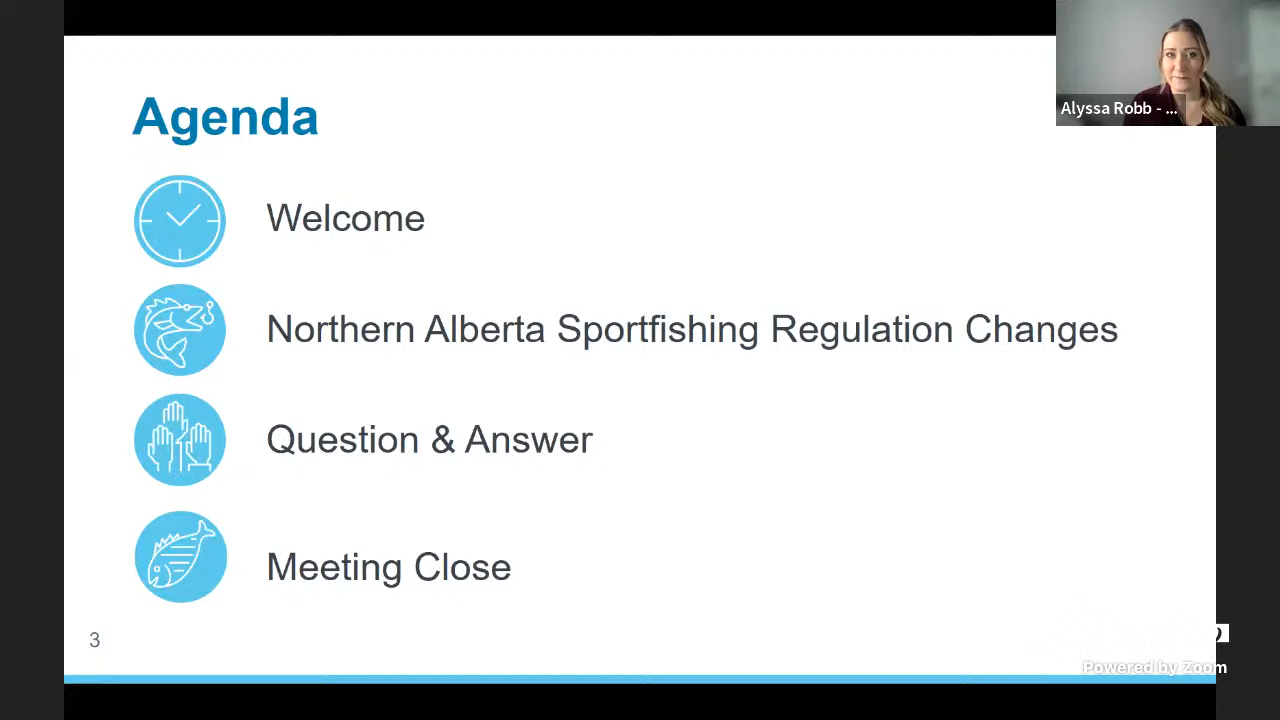 Agenda
Alyssa Robb - ...
Welcome
Northern Alberta Sportfishing Regulation Changes
Question & Answer
Meeting Close
3
Powered by Zoom